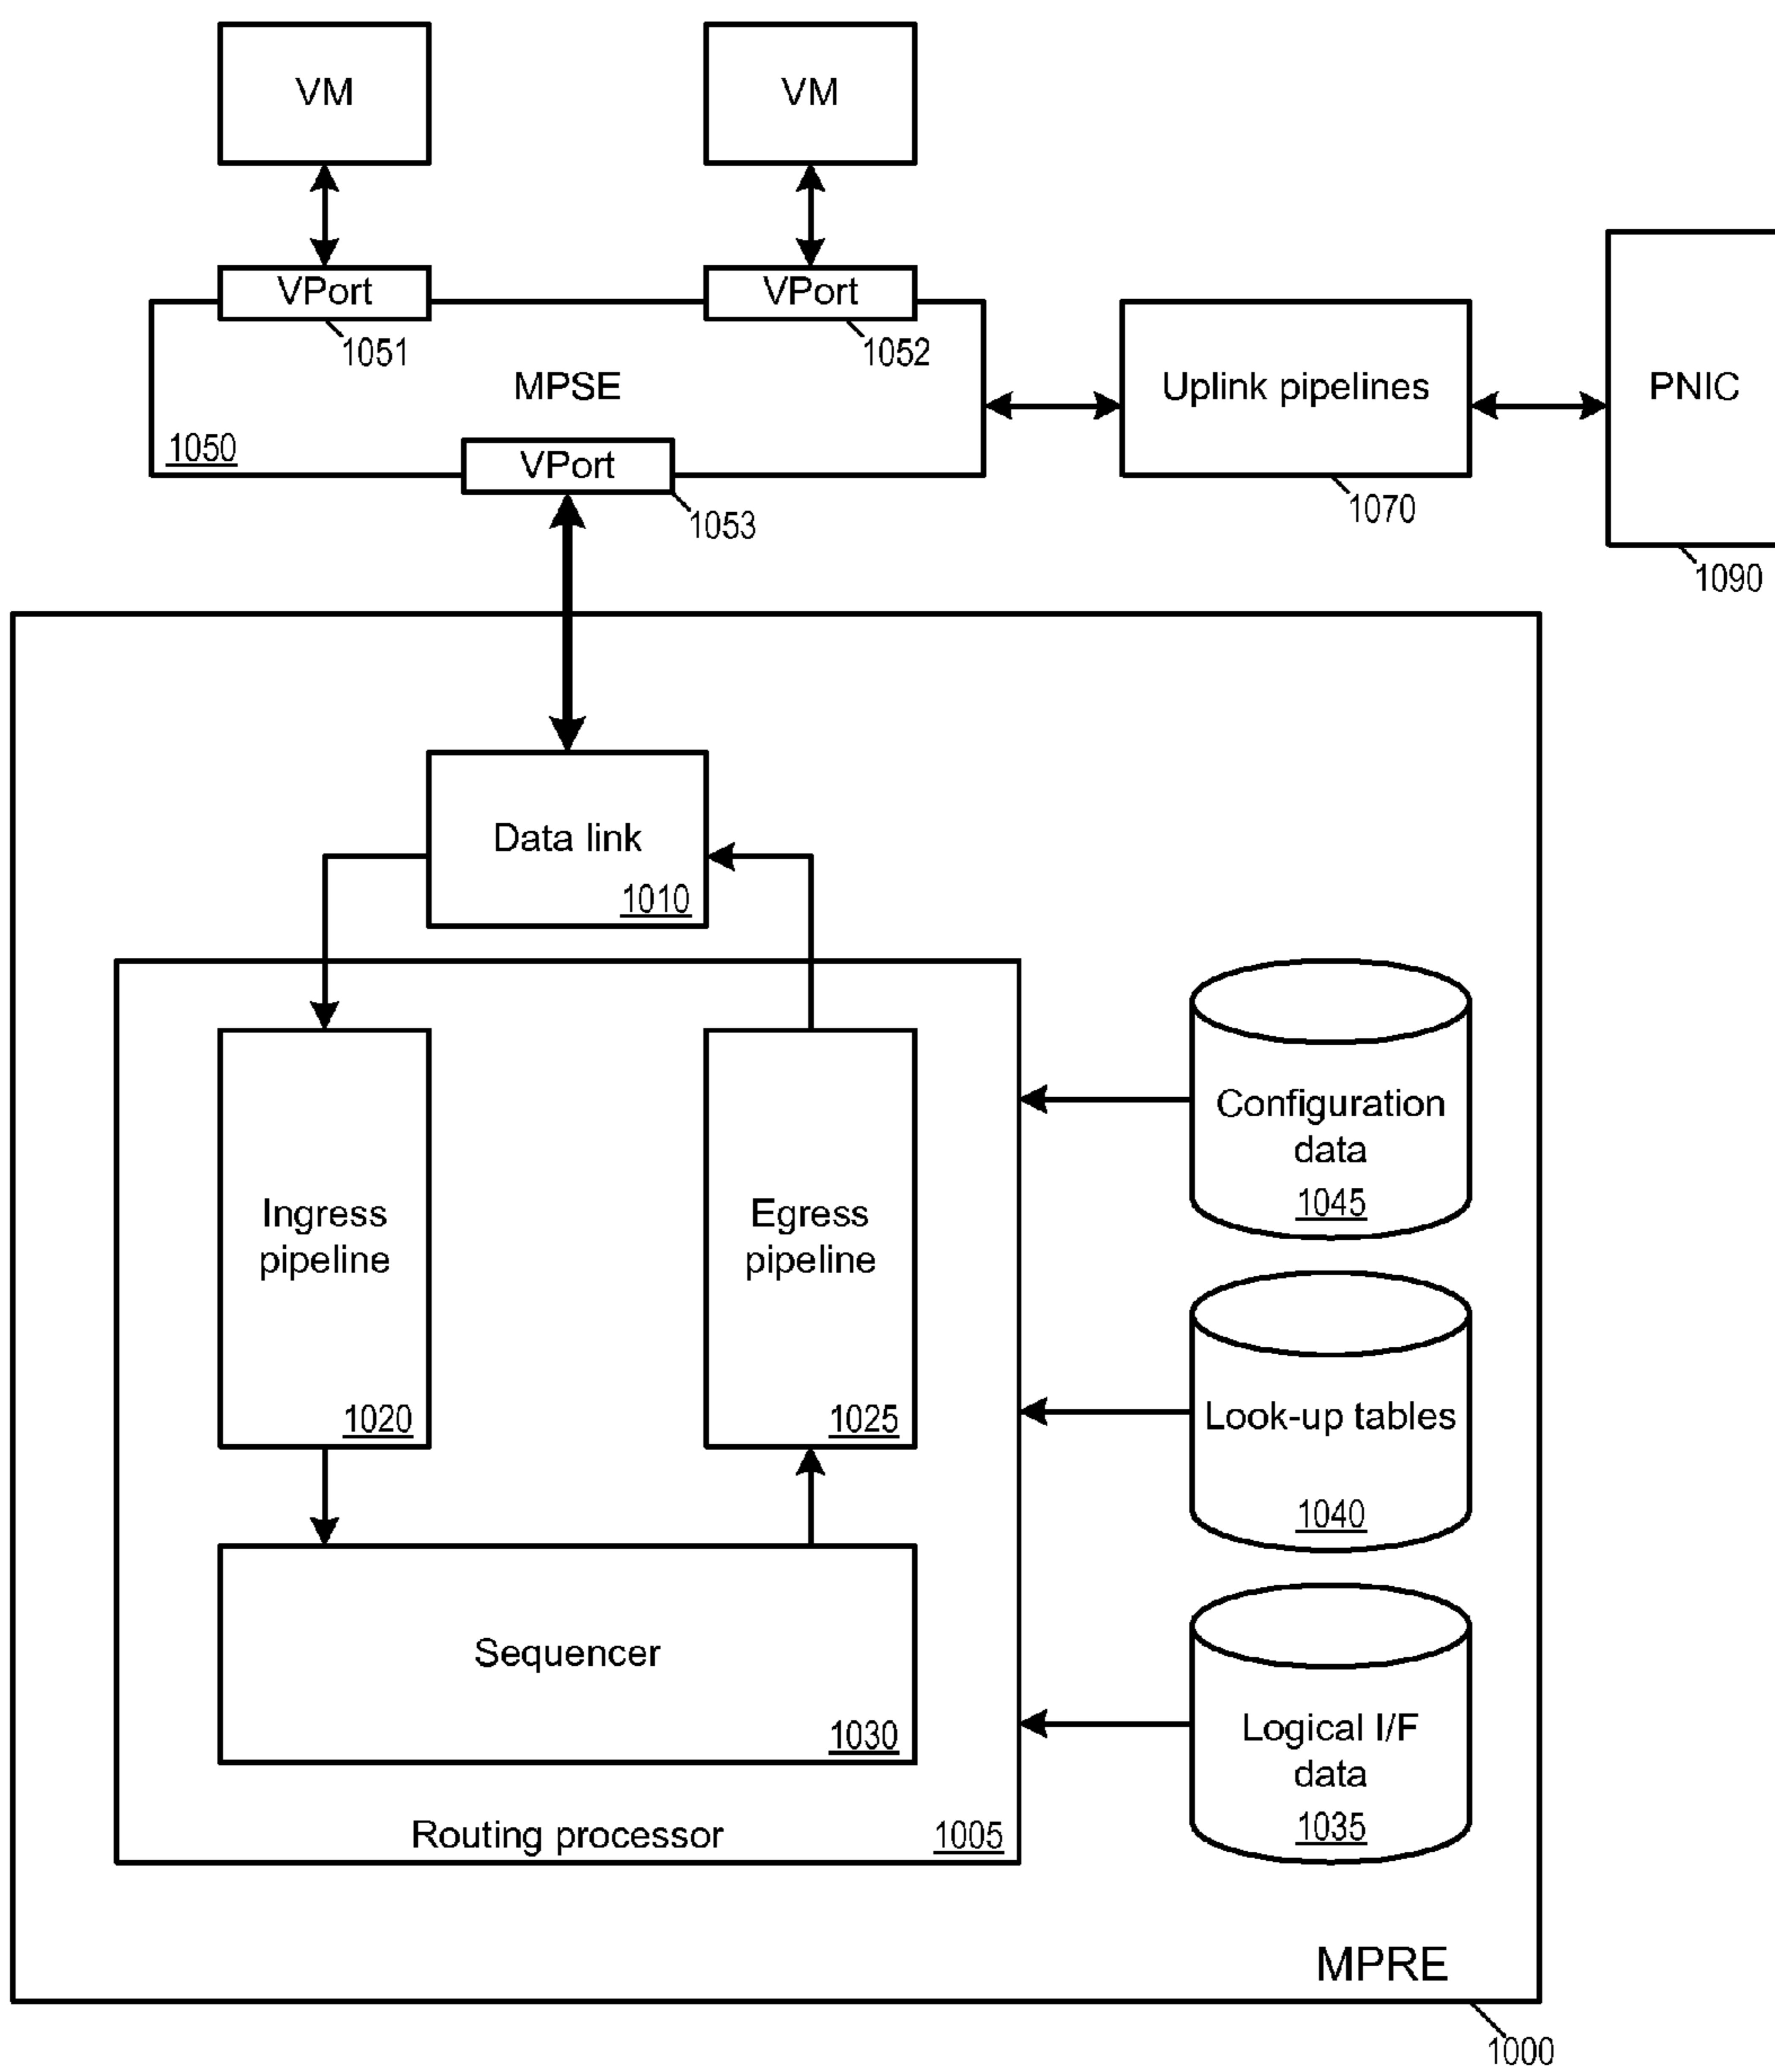 VM
VM
VPort
VPort
1051
1052
MPSE
Uplink pipelines
PNIC
1050
VPort
1053
1070
1090
Data link
1010
Configuration
data
1045
Ingress
pipeline
1020
Egress
pipeline
1025
Look-up tables
1040
Sequencer
1030
Logical I/F
data
1035
Routing processor
1005
MPRE
1000